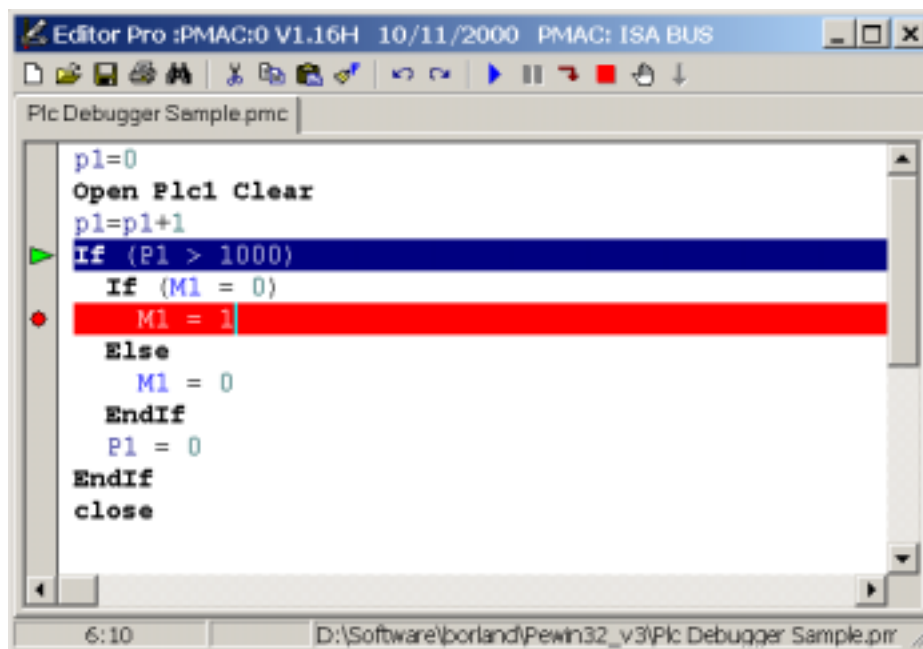 Editor Pro :PMAC:0 V1.16H 10/11/2000 PMAC: ISA BUS
Plc Debugger Sample.pmc
p1=0
Open Plc1 Clear
p1=p1+1
If (P1 > 1000)
If (M1 = 0)
M1 = 1
Else
M1 = 0
EndIf
P1 = 0
EndIf
close
6:10
D:\Software\borland\Pewin32_v3\Plc Debugger Sample.pm